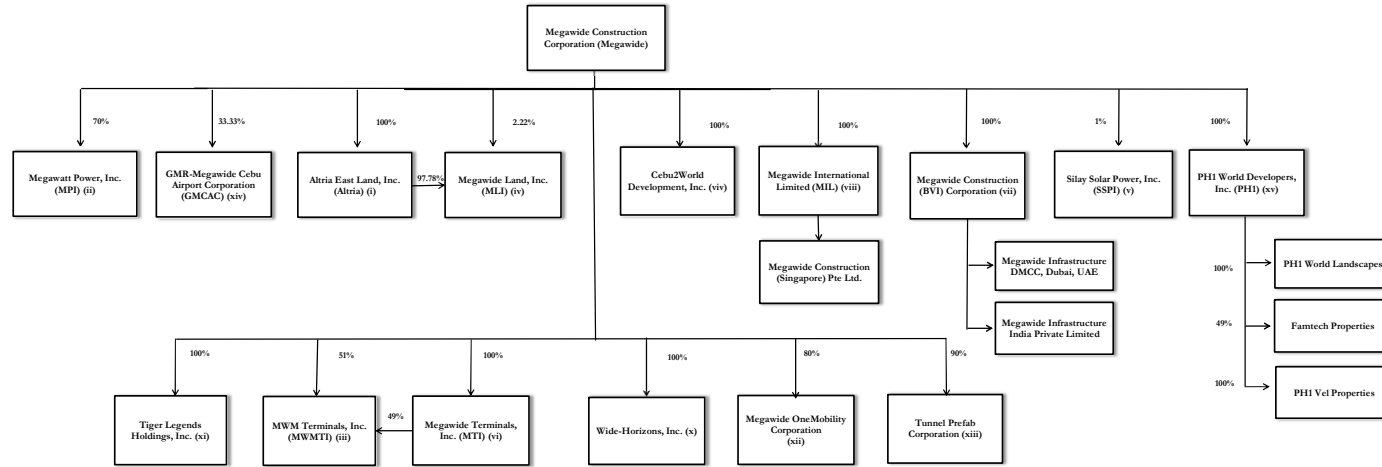 Megawide Construction
Corporation (Megawide)
70%
33.33%
100%
2.22%
100%
100%
100%
1%
100%
Megawatt Power, Inc.
(MPI) (ii)
GMR-Megawide Cebu
Airport Corporation
(GMCAC) (xiv)
Altria East Land, Inc.
(Altria) (i)
97.78%
Megawide Land, Inc.
(MLI) (iv)
Cebu2World
Development, Inc. (xiv)
Megawide International
Limited (MIL) (viii)
Megawide Construction
(BVI) Corporation (vii)
Silay Solar Power, Inc.
(SSPI) (v)
PH1 World Developers,
Inc. (PH1) (xv)
Megawide Construction
(Singapore) Pte Ltd.
Megawide Infrastructure
DMCC, Dubai, UAE
Megawide Infrastructure
India Private Limited
100%
PH1 World Landscapes
49%
Famtech Properties
100%
PH1 Vel Properties
100%
51%
100%
100%
80%
90%
Tiger Legends
Holdings, Inc. (xi)
MWM Terminals, Inc.
(MWMTI) (iii)
49%
Megawide Terminals,
Inc. (MTI) (vi)
Wide-Horizons, Inc. (x)
Megawide OneMobility
Corporation
(xii)
Tunnel Prefab
Corporation (xiii)